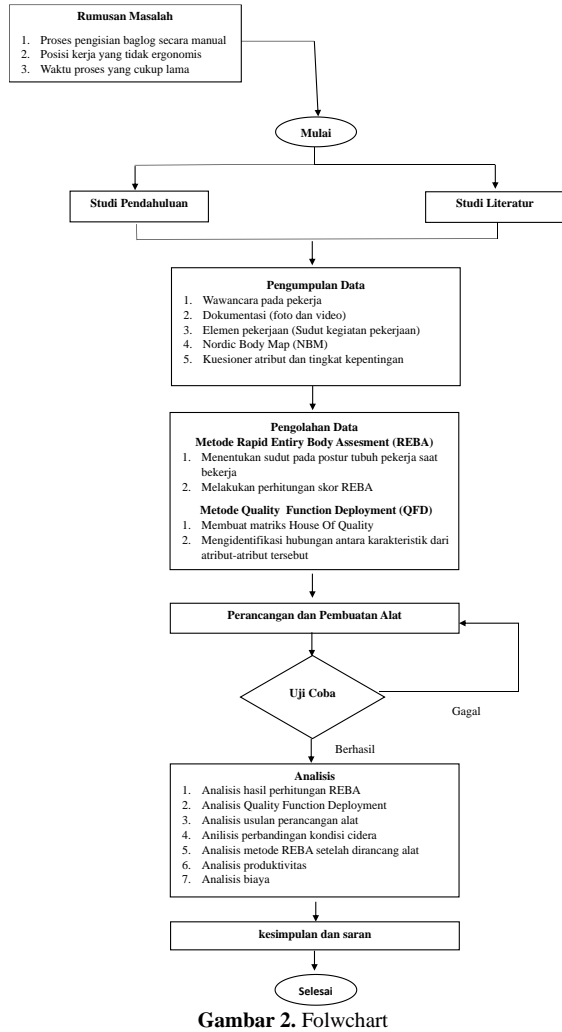 Rumusan Masalah
1. Proses pengisian baglog secara manual
2. Posisi kerja yang tidak ergonomis
3. Waktu proses yang cukup lama
Mulai
Studi Pendahuluan
Studi Literatur
Pengumpulan Data
1. Wawancara pada pekerja
2. Dokumentasi (foto dan video)
3. Elemen pekerjaan (Sudut kegiatan pekerjaan)
4. Nordic Body Map (NBM)
5. Kuesioner atribut dan tingkat kepentingan
Pengolahan Data
Metode Rapid Entiry Body Assesment (REBA)
1. Menentukan sudut pada postur tubuh pekerja saat
bekerja
2. Melakukan perhitungan skor REBA
Metode Quality Function Deployment (QFD)
1. Membuat matriks House Of Quality
2. Mengidentifikasi hubungan antara karakteristik dari
atribut-atribut tersebut
Perancangan dan Pembuatan Alat
Uji Coba
Gagal
Berhasil
Analisis
1. Analisis hasil perhitungan REBA
2. Analisis Quality Function Deployment
3. Analisis usulan perancangan alat
4. Anilisis perbandingan kondisi cidera
5. Analisis metode REBA setelah dirancang alat
6. Analisis produktivitas
7. Analisis biaya
kesimpulan dan saran
Selesai
Gambar 2. Folwchart